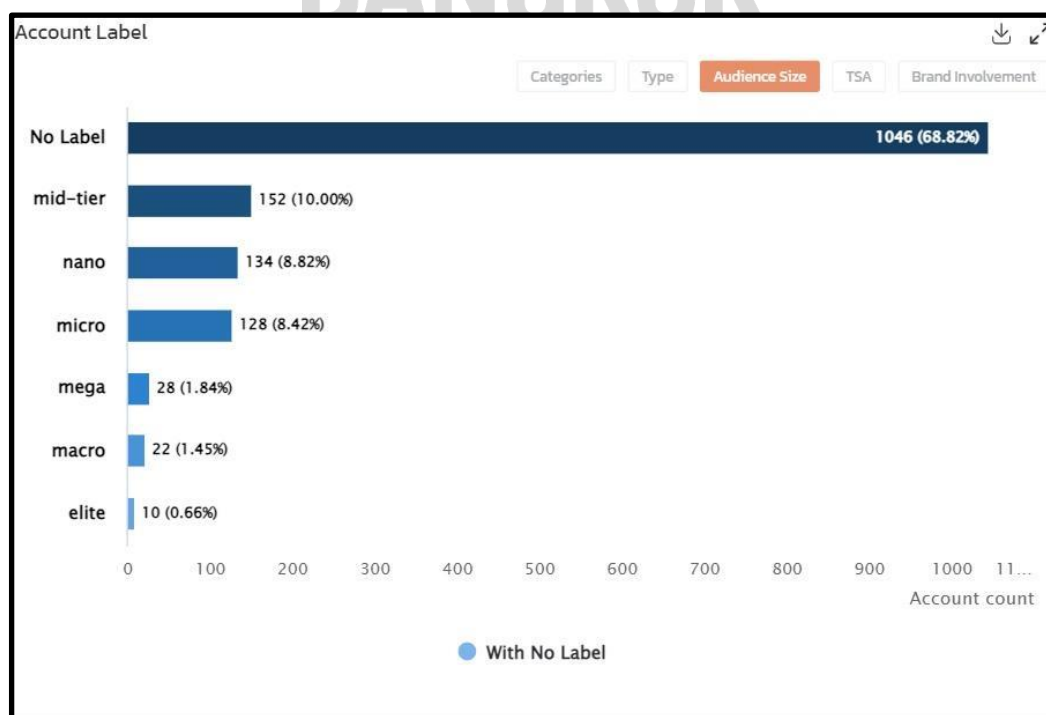 BANGKOK
Account Label
Categories Type Audience Size TSA Brand Involvement
No Label 1046 (68.82%)
mid-tier 152 (10.00%)
nano 134 (8.82%)
micro 128 (8.42%)
mega 28 (1.84%)
macro 22 (1.45%)
elite 10 (0.66%)
0 100 200 300 400 500 600 700 800 900 1000 11...
Account count
With No Label